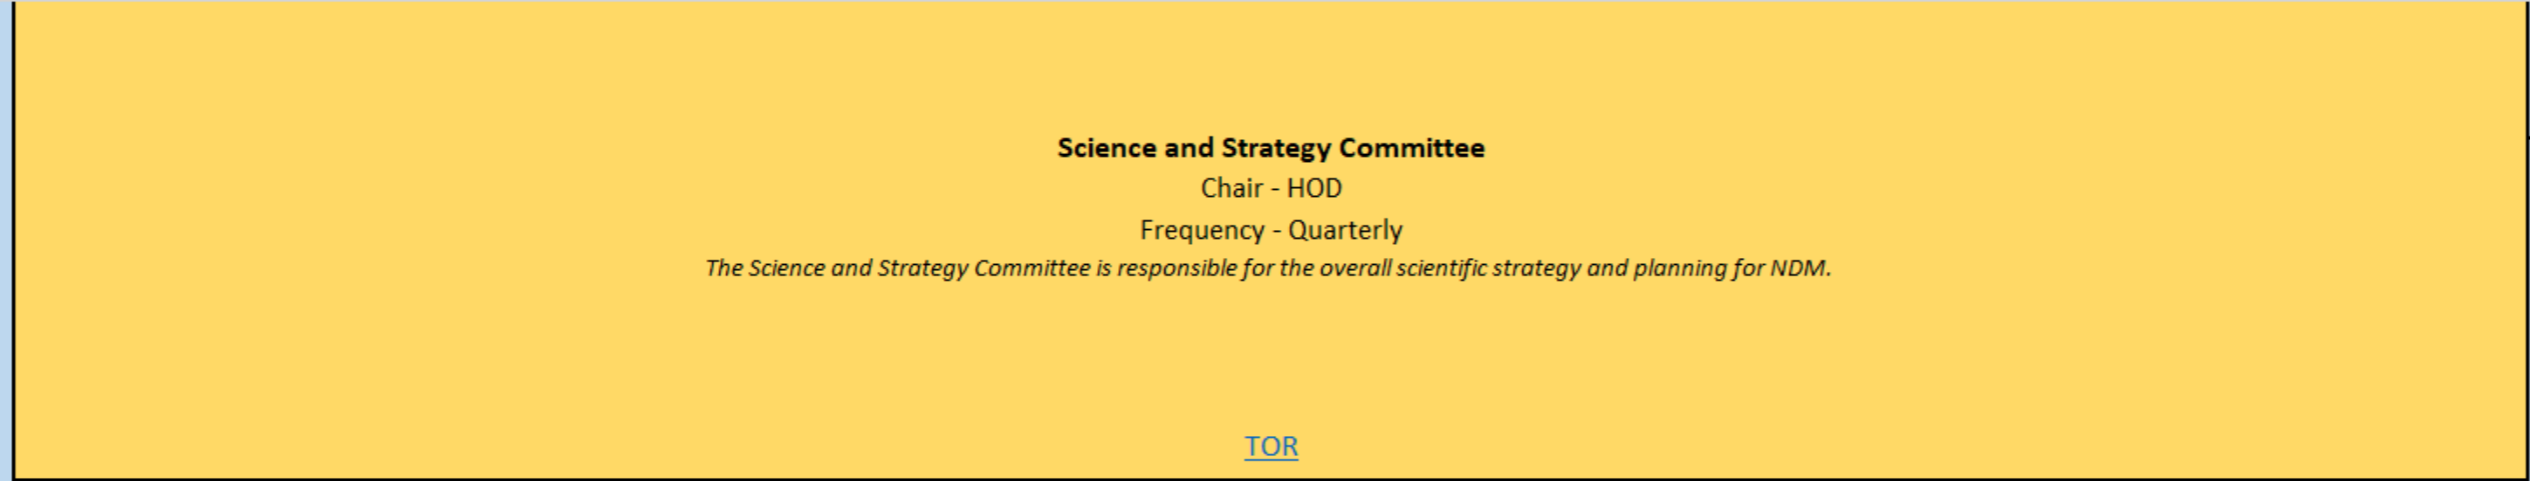 Science and Strategy Committee
Chair - HOD
Frequency - Quarterly
The Science and Strategy Committee is responsible for the overall scientific strategy and planning for NDM.
TOR